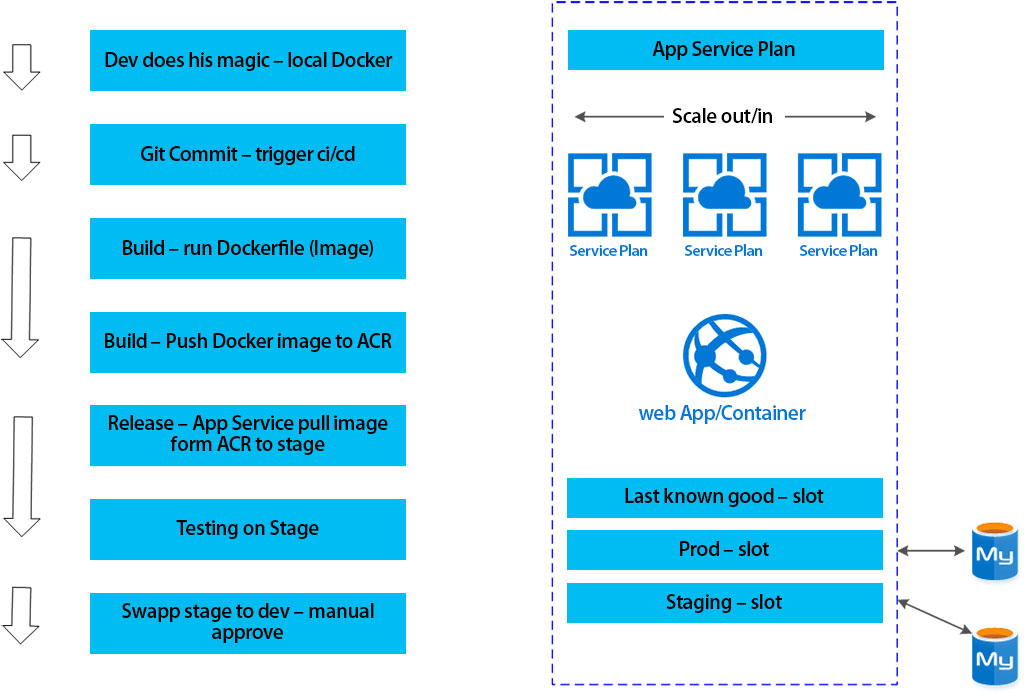 Dev does his magic – local Docker
Git Commit – trigger ci/cd
Build – run Dockerfile (Image)
Build – Push Docker image to ACR
Release – App Service pull image
form ACR to stage
Testing on Stage
Swapp stage to dev – manual
approve
App Service Plan
Scale out/in
Service Plan
Service Plan
Service Plan
web App/Container
Last known good – slot
Prod – slot
Staging – slot
My
My